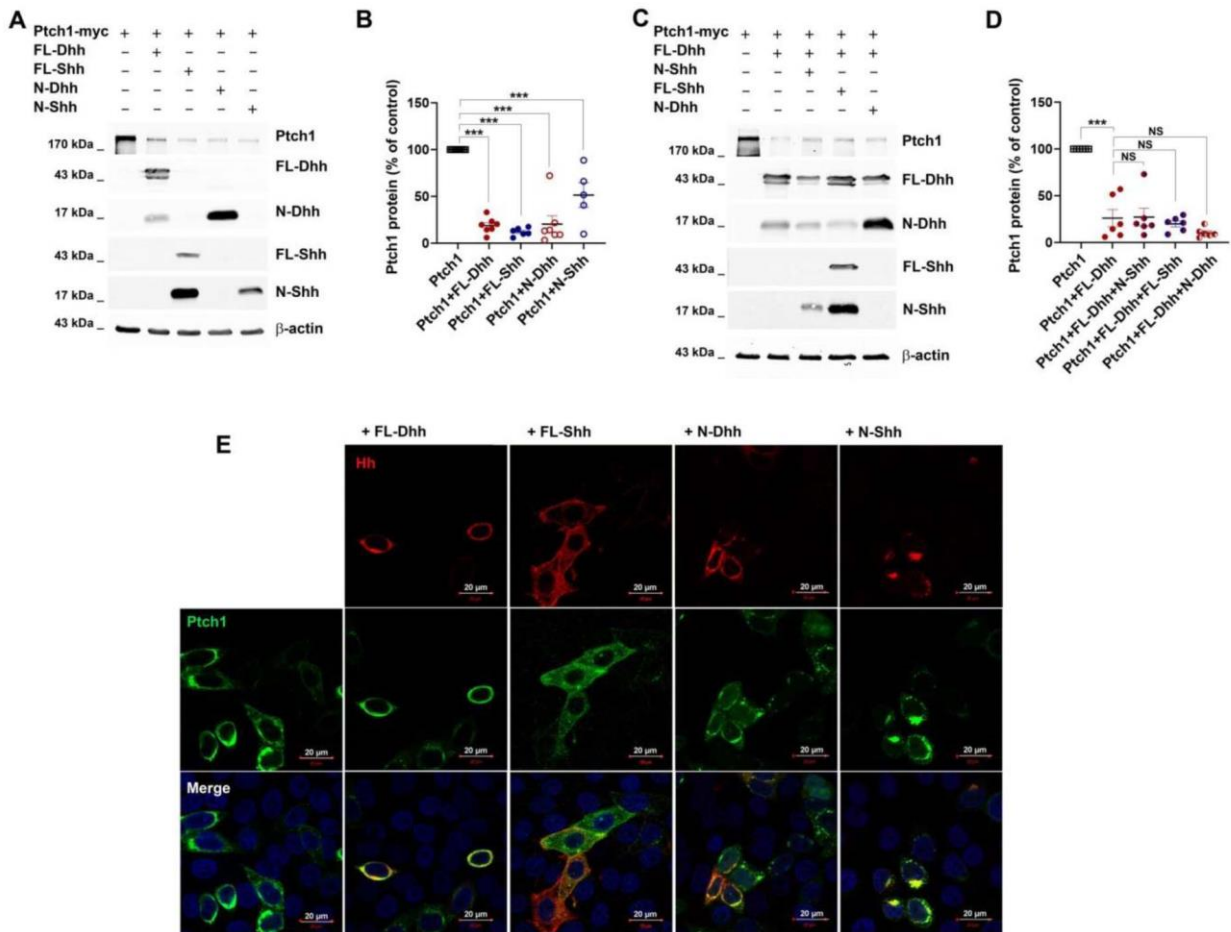 A
Ptch1-myc + + + + +
FL-Dhh − + − − −
FL-Shh − − + − −
N-Dhh − − − + −
N-Shh − − − − +
170 kDa _ Ptch1
43 kDa _ FL-Dhh
17 kDa _ N-Dhh
43 kDa _ FL-Shh
17 kDa _ N-Shh
43 kDa _ β-actin
B
Ptch1 protein (% of control)
150
100
50
0
***
***
***
***
Ptch1
Ptch1+FL-Dhh
Ptch1+FL-Shh
Ptch1+N-Dhh
Ptch1+N-Shh
C
Ptch1-myc + + + + +
FL-Dhh − + + + +
N-Shh − − + − −
FL-Shh − − − + −
N-Dhh − − − − +
170 kDa _ Ptch1
43 kDa _ FL-Dhh
17 kDa _ N-Dhh
43 kDa _ FL-Shh
17 kDa _ N-Shh
43 kDa _ β-actin
D
Ptch1 protein (% of control)
150
100
50
0
***
NS
NS
NS
Ptch1
Ptch1+FL-Dhh
Ptch1+FL-Dhh+N-Shh
Ptch1+FL-Dhh+FL-Shh
Ptch1+FL-Dhh+N-Dhh
E
+ FL-Dhh + FL-Shh + N-Dhh + N-Shh
Hh
20 µm 20 µm 20 µm 20 µm
Ptch1
20 µm 20 µm 20 µm 20 µm 20 µm
Merge
20 µm 20 µm 20 µm 20 µm 20 µm